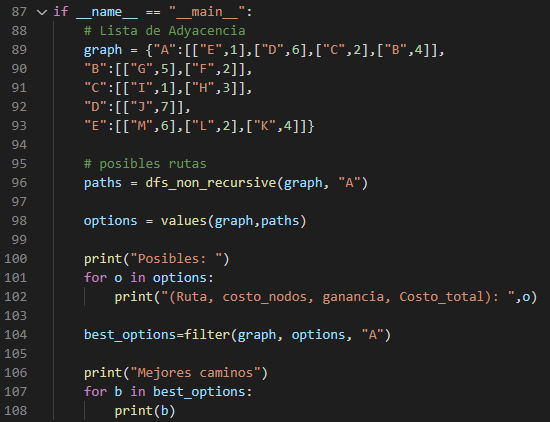 87 if __name__ == "__main__":
88     # Lista de Adyacencia
89     graph = {"A":[["E",1],["D",6],["C",2],["B",4]],
90     "B":[["G",5],["F",2]],
91     "C":[["I",1],["H",3]],
92     "D":[["J",7]],
93     "E":[["M",6],["L",2],["K",4]]}
94
95     # posibles rutas
96     paths = dfs_non_recursive(graph, "A")
97
98     options = values(graph,paths)
99
100     print("Posibles: ")
101     for o in options:
102         print("(Ruta, costo_nodos, ganancia, Costo_total): ",o)
103
104     best_options=filter(graph, options, "A")
105
106     print("Mejores caminos")
107     for b in best_options:
108         print(b)